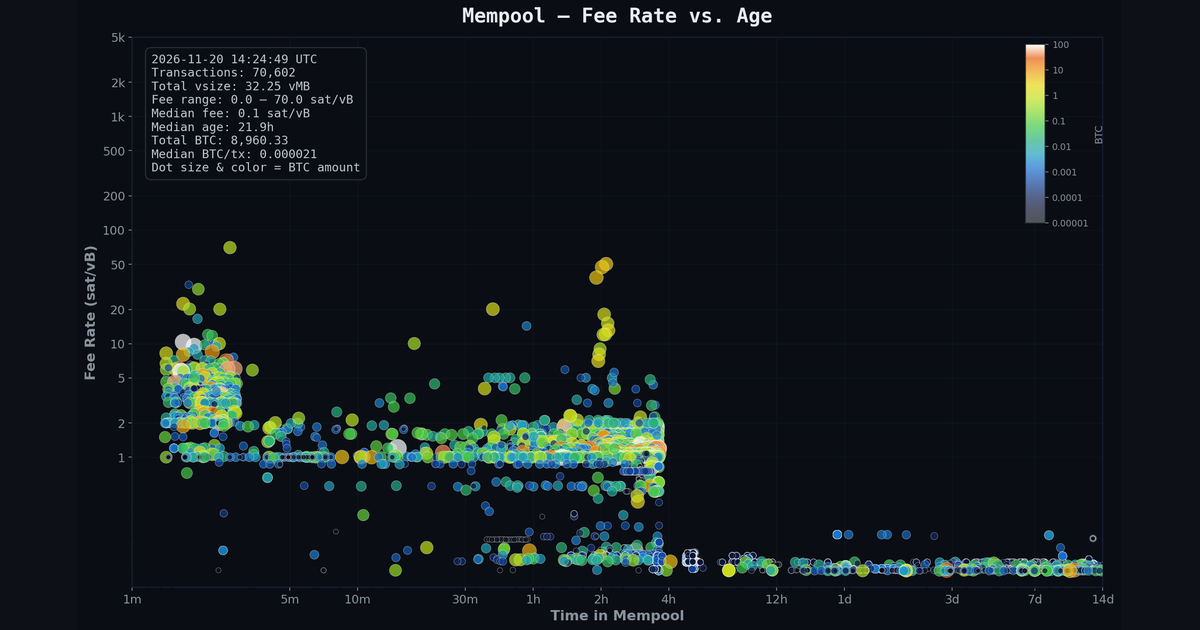 Mempool — Fee Rate vs. Age
2026-11-20 14:24:49 UTC
Transactions: 70,602
Total vsize: 32.25 vMB
Fee range: 0.0 – 70.0 sat/vB
Median fee: 0.1 sat/vB
Median age: 21.9h
Total BTC: 8,960.33
Median BTC/tx: 0.000021
Dot size & color = BTC amount
100
10
1
0.1
0.01
0.001
0.0001
0.00001
BTC
Fee Rate (sat/vB)
5k
2k
1k
500
200
100
50
20
10
5
2
1
1m
5m
10m
30m
1h
2h
4h
12h
1d
3d
7d
14d
Time in Mempool